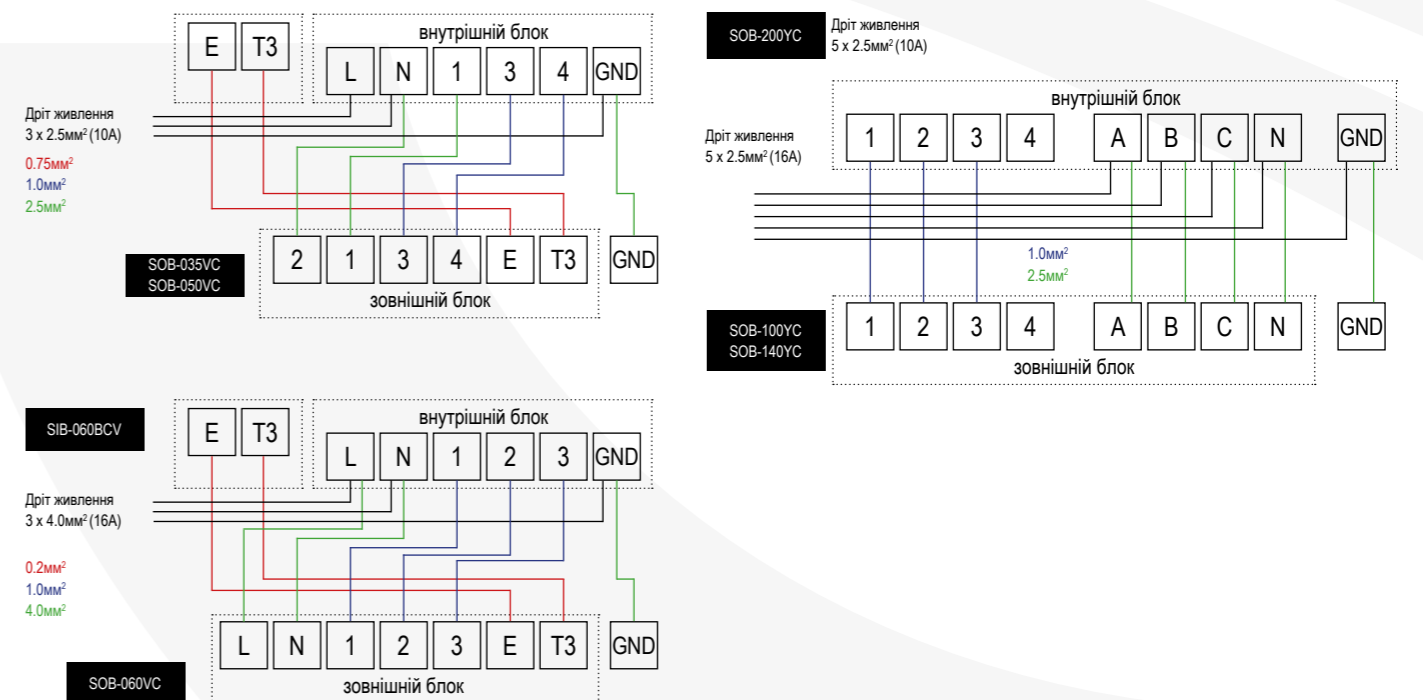 E T3
внутрішній блок
L N 1 3 4 GND
Дріт живлення
3 x 2.5мм² (10А)
0.75мм²
1.0мм²
2.5мм²
SOB-035VC
SOB-050VC
2 1 3 4 E T3 GND
зовнішній блок
SIB-060BCV
E T3
внутрішній блок
L N 1 2 3 GND
Дріт живлення
3 x 4.0мм² (16А)
0.2мм²
1.0мм²
4.0мм²
L N 1 2 3 E T3 GND
SOB-060VC
зовнішній блок
SOB-200YC
Дріт живлення
5 x 2.5мм² (10А)
внутрішній блок
1 2 3 4 A B C N GND
Дріт живлення
5 x 2.5мм² (16А)
1.0мм²
2.5мм²
SOB-100YC
SOB-140YC
1 2 3 4 A B C N GND
зовнішній блок